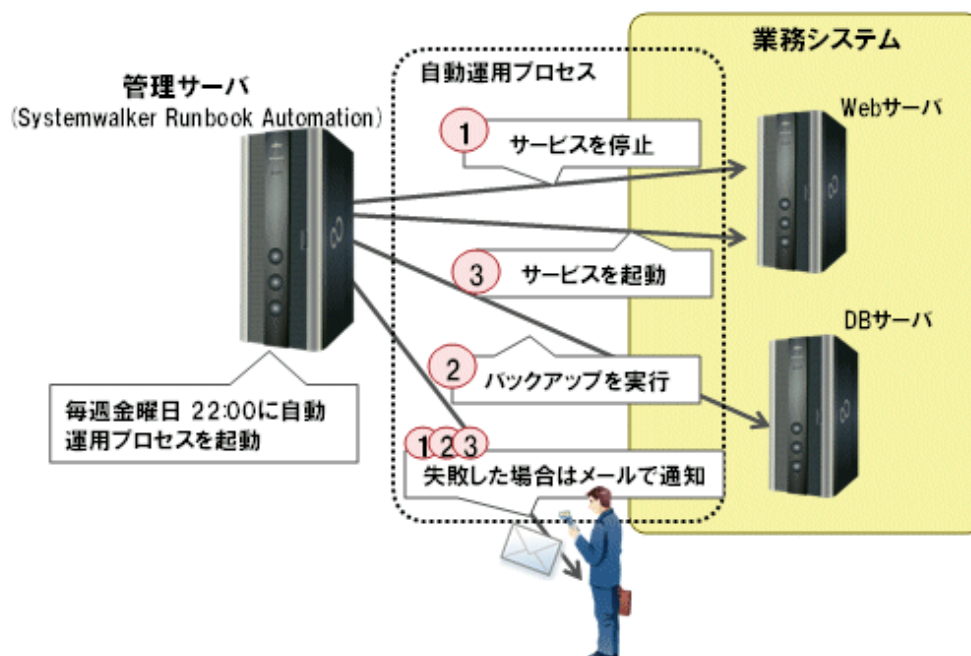 業務システム
自動運用プロセス
管理サーバ
(Systemwalker Runbook Automation)
Webサーバ
1
サービスを停止
3
サービスを起動
DBサーバ
2
バックアップを実行
毎週金曜日 22:00に自動
運用プロセスを起動
1 2 3
失敗した場合はメールで通知